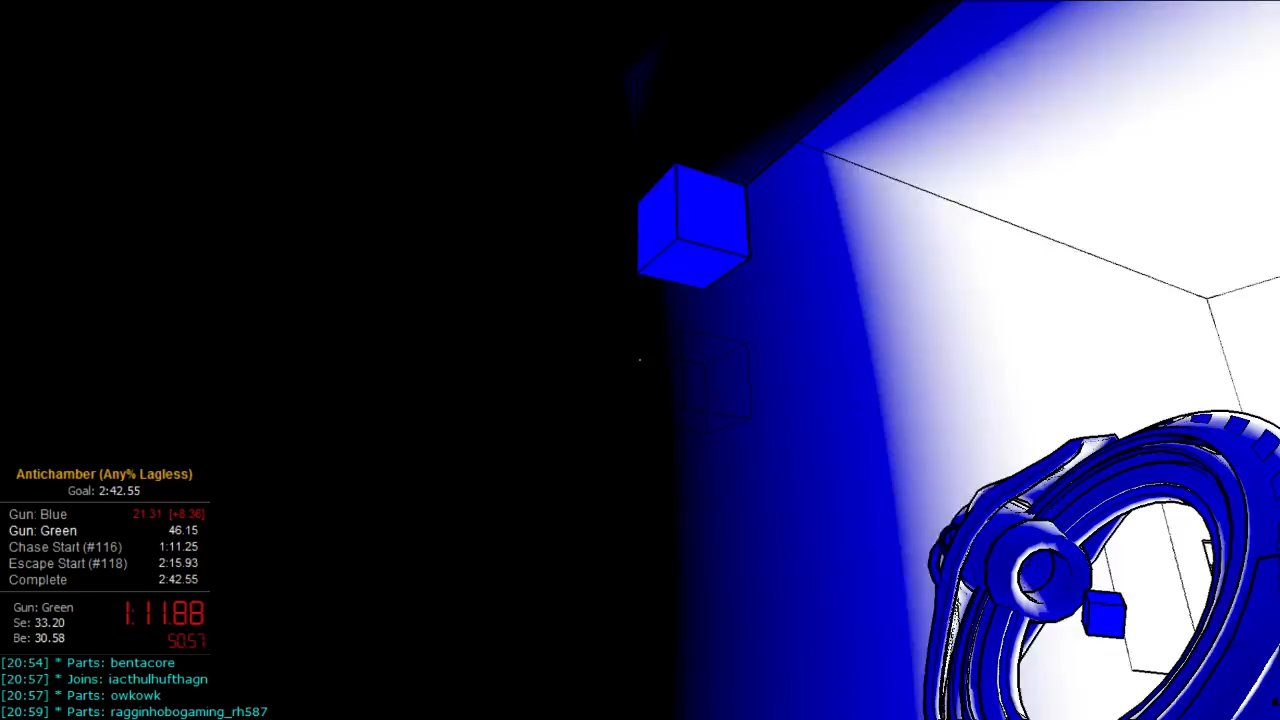 Antichamber (Any% Lagless)
Goal: 2:42.55
Gun: Blue 21.31 [+8.36]
Gun: Green 46.15
Chase Start (#116) 1:11.25
Escape Start (#118) 2:15.93
Complete 2:42.55
Gun: Green 1:11.88
Se: 33.20
Be: 30.58 50.57
[20:54] * Parts: bentacore
[20:57] * Joins: iacthulhufthagn
[20:57] * Parts: owkowk
[20:59] * Parts: ragginhobogaming_rh587